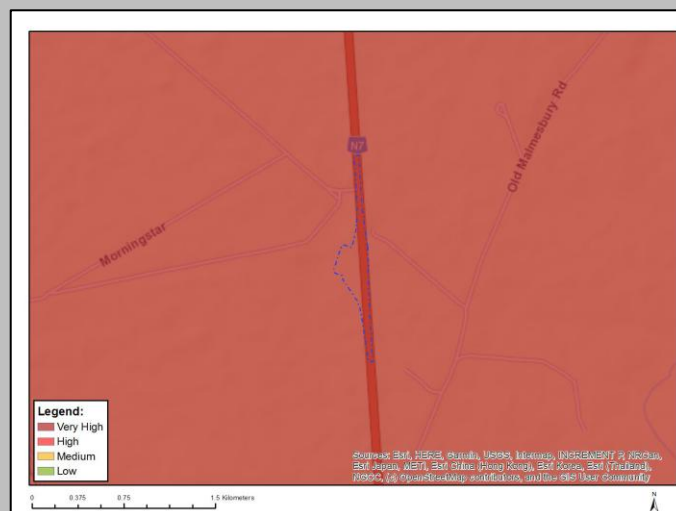 N7
Old Malmesbury Rd
Morningstar
Legend:
Very High
High
Medium
Low
Sources: Esri, HERE, Garmin, USGS, Intermap, INCREMENT P, NRCan,
Esri Japan, METI, Esri China (Hong Kong), Esri Korea, Esri (Thailand),
NGCC, (c) OpenStreetMap contributors, and the GIS User Community
0 0.375 0.75 1.5 Kilometers
N